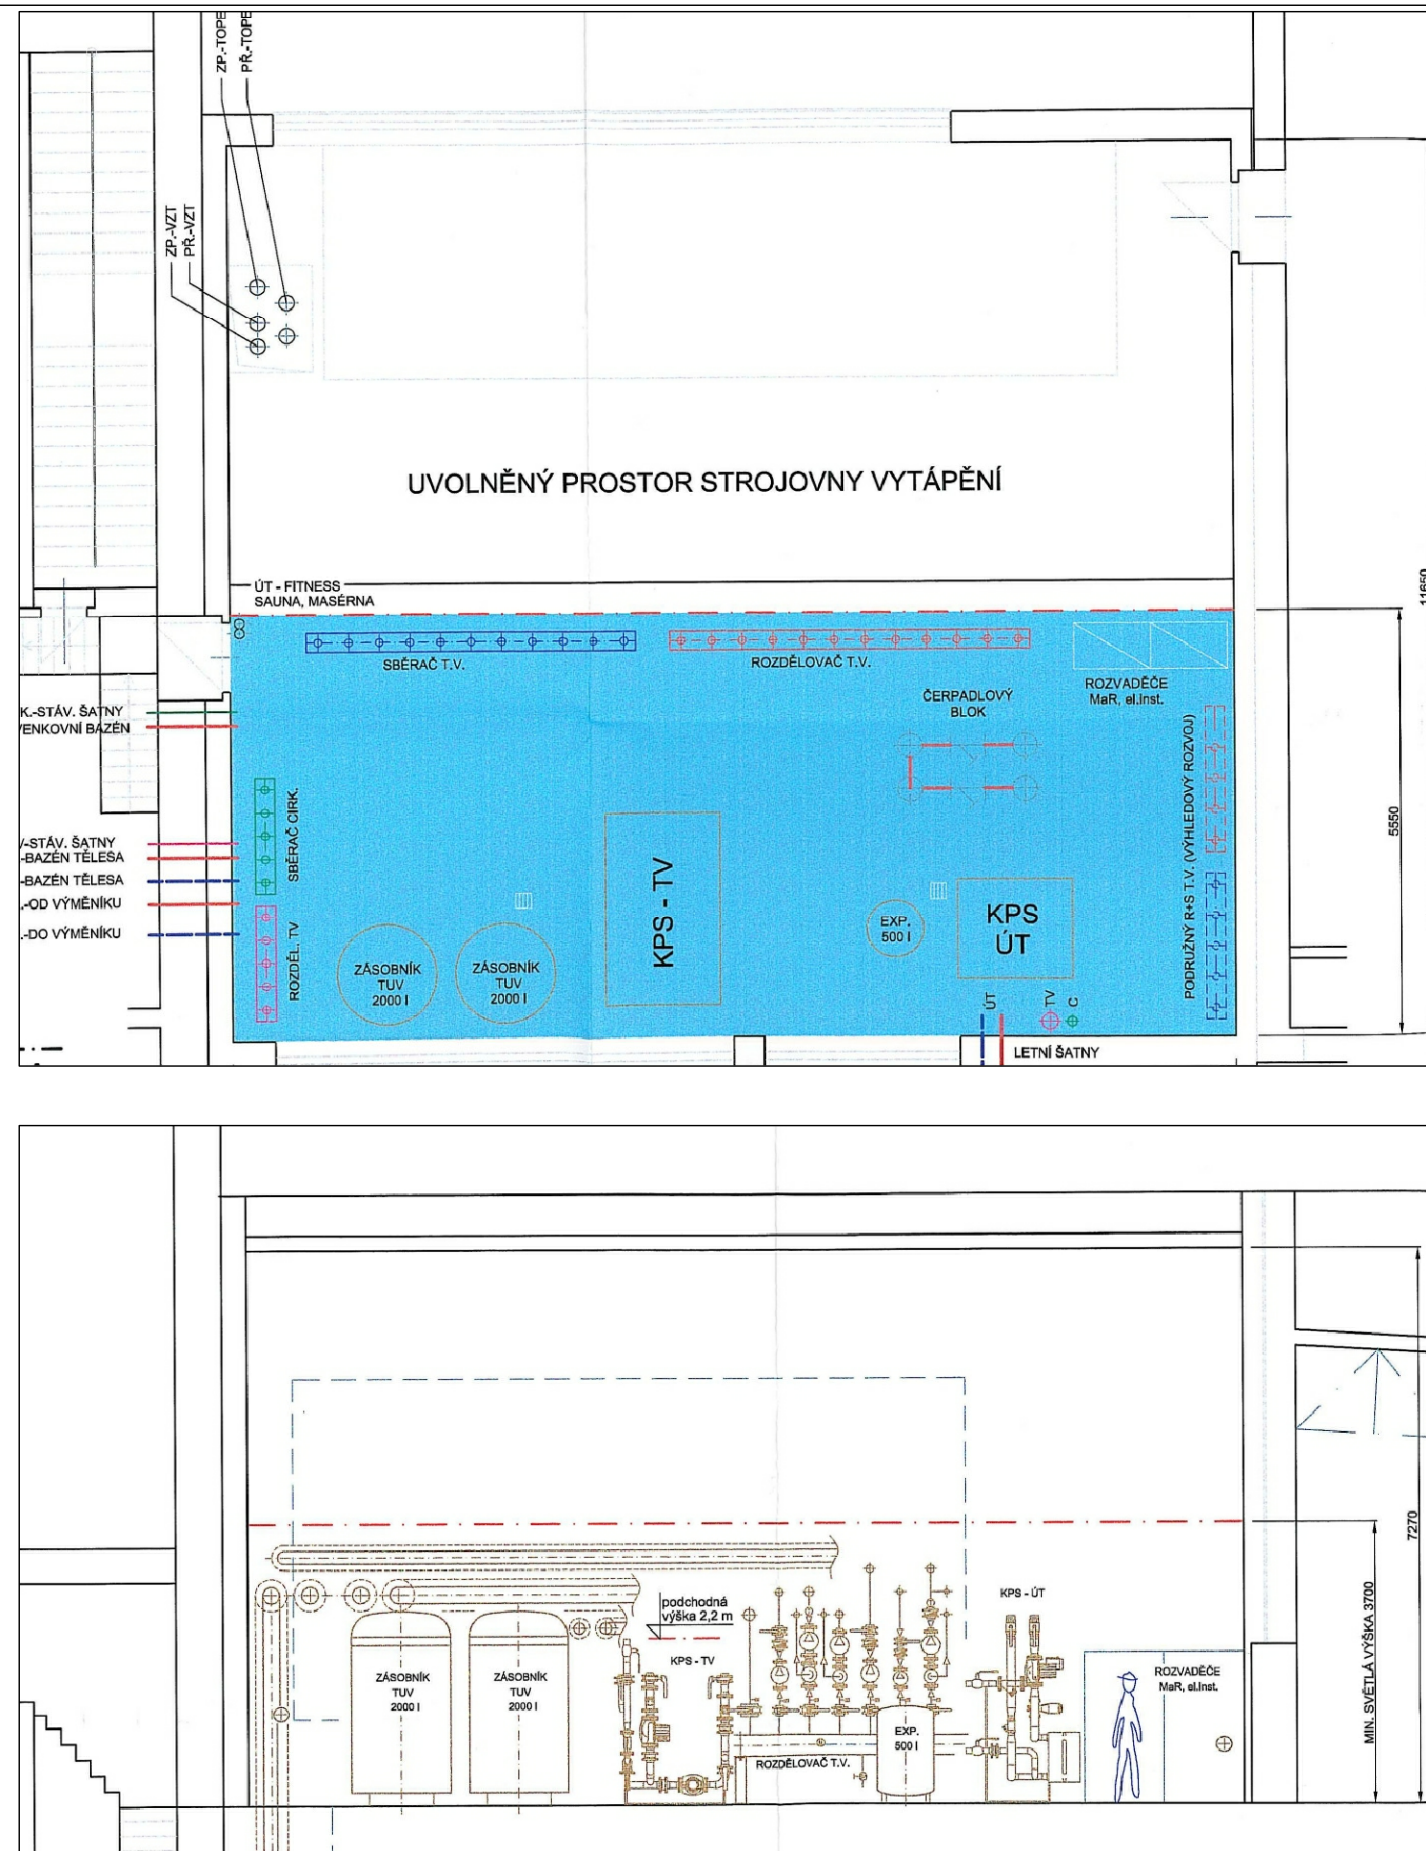 ZP.-TOPE
PŘ.-TOPE
ZP.-VZT
PŘ.-VZT
UVOLNĚNÝ PROSTOR STROJOVNY VYTÁPĚNÍ
ÚT - FITNESS
SAUNA, MASÉRNA
11650
SBĚRAČ T.V.
ROZDĚLOVAČ T.V.
ROZVADĚČE
MaR, el.inst.
ČERPADLOVÝ
BLOK
K.-STÁV. ŠATNY
VENKOVNÍ BAZÉN
/-STÁV. ŠATNY
-BAZÉN TĚLESA
-BAZÉN TĚLESA
.-OD VÝMĚNÍKU
.-DO VÝMĚNÍKU
SBĚRAČ CIRK.
ROZDĚL. TV
ZÁSOBNÍK
TUV
2000 l
ZÁSOBNÍK
TUV
2000 l
KPS - TV
EXP.
500 l
KPS
ÚT
PODRUŽNÝ R+S T.V. (VÝHLEDOVÝ ROZVOJ)
5550
ÚT
TV
C
LETNÍ ŠATNY
7270
MIN. SVĚTLÁ VÝŠKA 3700
podchodná
výška 2,2 m
KPS - TV
KPS - ÚT
ZÁSOBNÍK
TUV
2000 l
ZÁSOBNÍK
TUV
2000 l
EXP.
500 l
ROZDĚLOVAČ T.V.
ROZVADĚČE
MaR, el.inst.